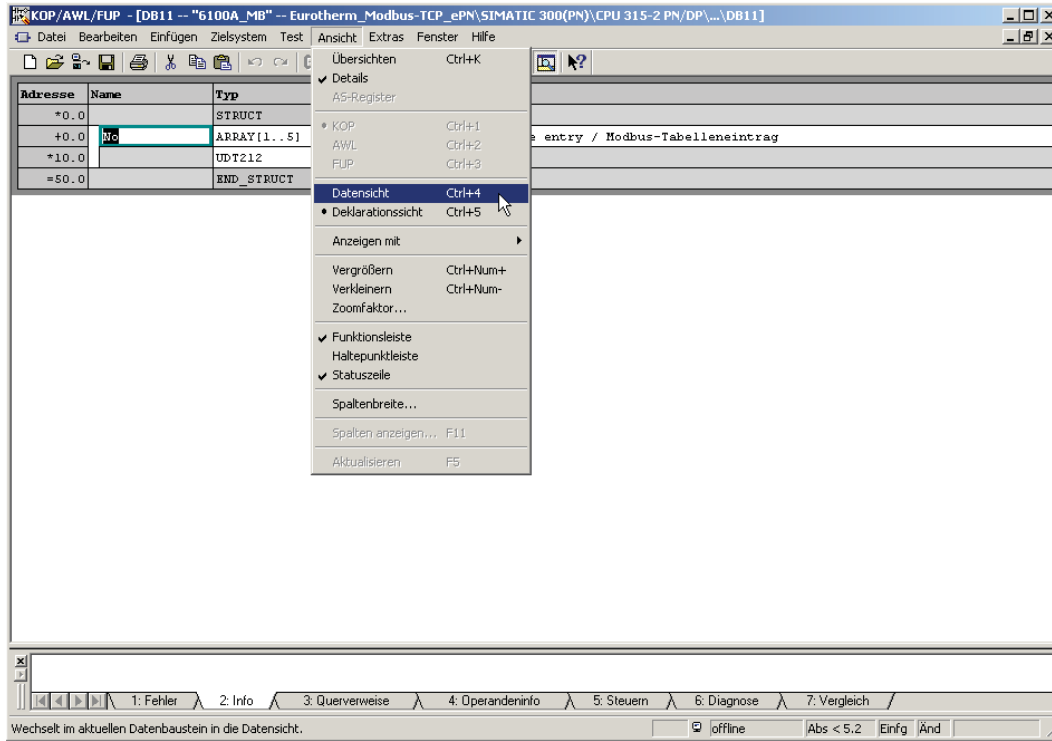 KOP/AWL/FUP - [DB11 -- "6100A_MB" -- Eurotherm_Modbus-TCP_ePN\SIMATIC 300(PN)\CPU 315-2 PN/DP\...\DB11]
Datei Bearbeiten Einfügen Zielsystem Test Ansicht Extras Fenster Hilfe
Adresse Name Typ
*0.0 STRUCT
+0.0 No ARRAY[1..5] entry / Modbus-Tabelleneintrag
*10.0 UDT212
=50.0 END_STRUCT
Übersichten Ctrl+K
Details
AS-Register
KOP Ctrl+1
AWL Ctrl+2
FUP Ctrl+3
Datensicht Ctrl+4
Deklarationssicht Ctrl+5
Anzeigen mit
Vergrößern Ctrl+Num+
Verkleinern Ctrl+Num-
Zoomfaktor...
Funktionsleiste
Haltepunktleiste
Statuszeile
Spaltenbreite...
Spalten anzeigen... F11
Aktualisieren F5
1: Fehler 2: Info 3: Querverweise 4: Operandeninfo 5: Steuern 6: Diagnose 7: Vergleich
Wechselt im aktuellen Datenbaustein in die Datensicht. offline Abs < 5.2 Einfg Änd